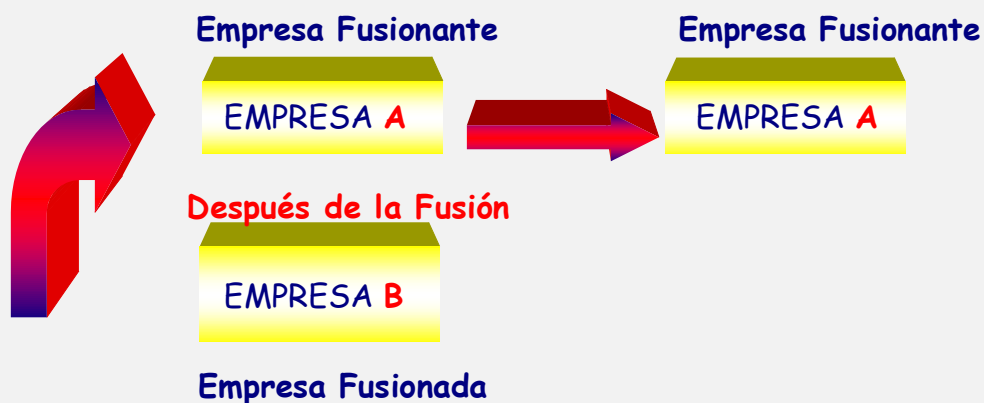 Empresa Fusionante
Empresa Fusionante
EMPRESA A
EMPRESA A
Después de la Fusión
EMPRESA B
Empresa Fusionada